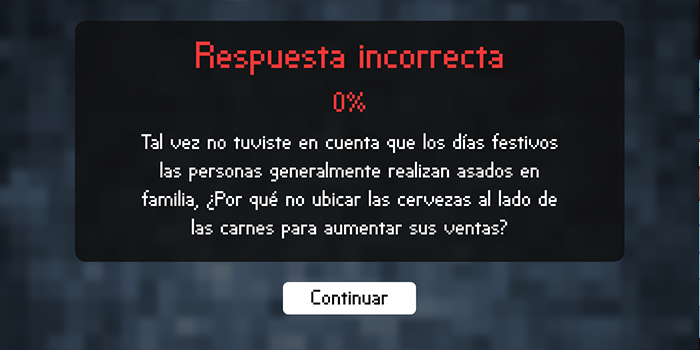 Respuesta incorrecta
0%
Tal vez no tuviste en cuenta que los días festivos
las personas generalmente realizan asados en
familia, ¿Por qué no ubicar las cervezas al lado de
las carnes para aumentar sus ventas?
Continuar